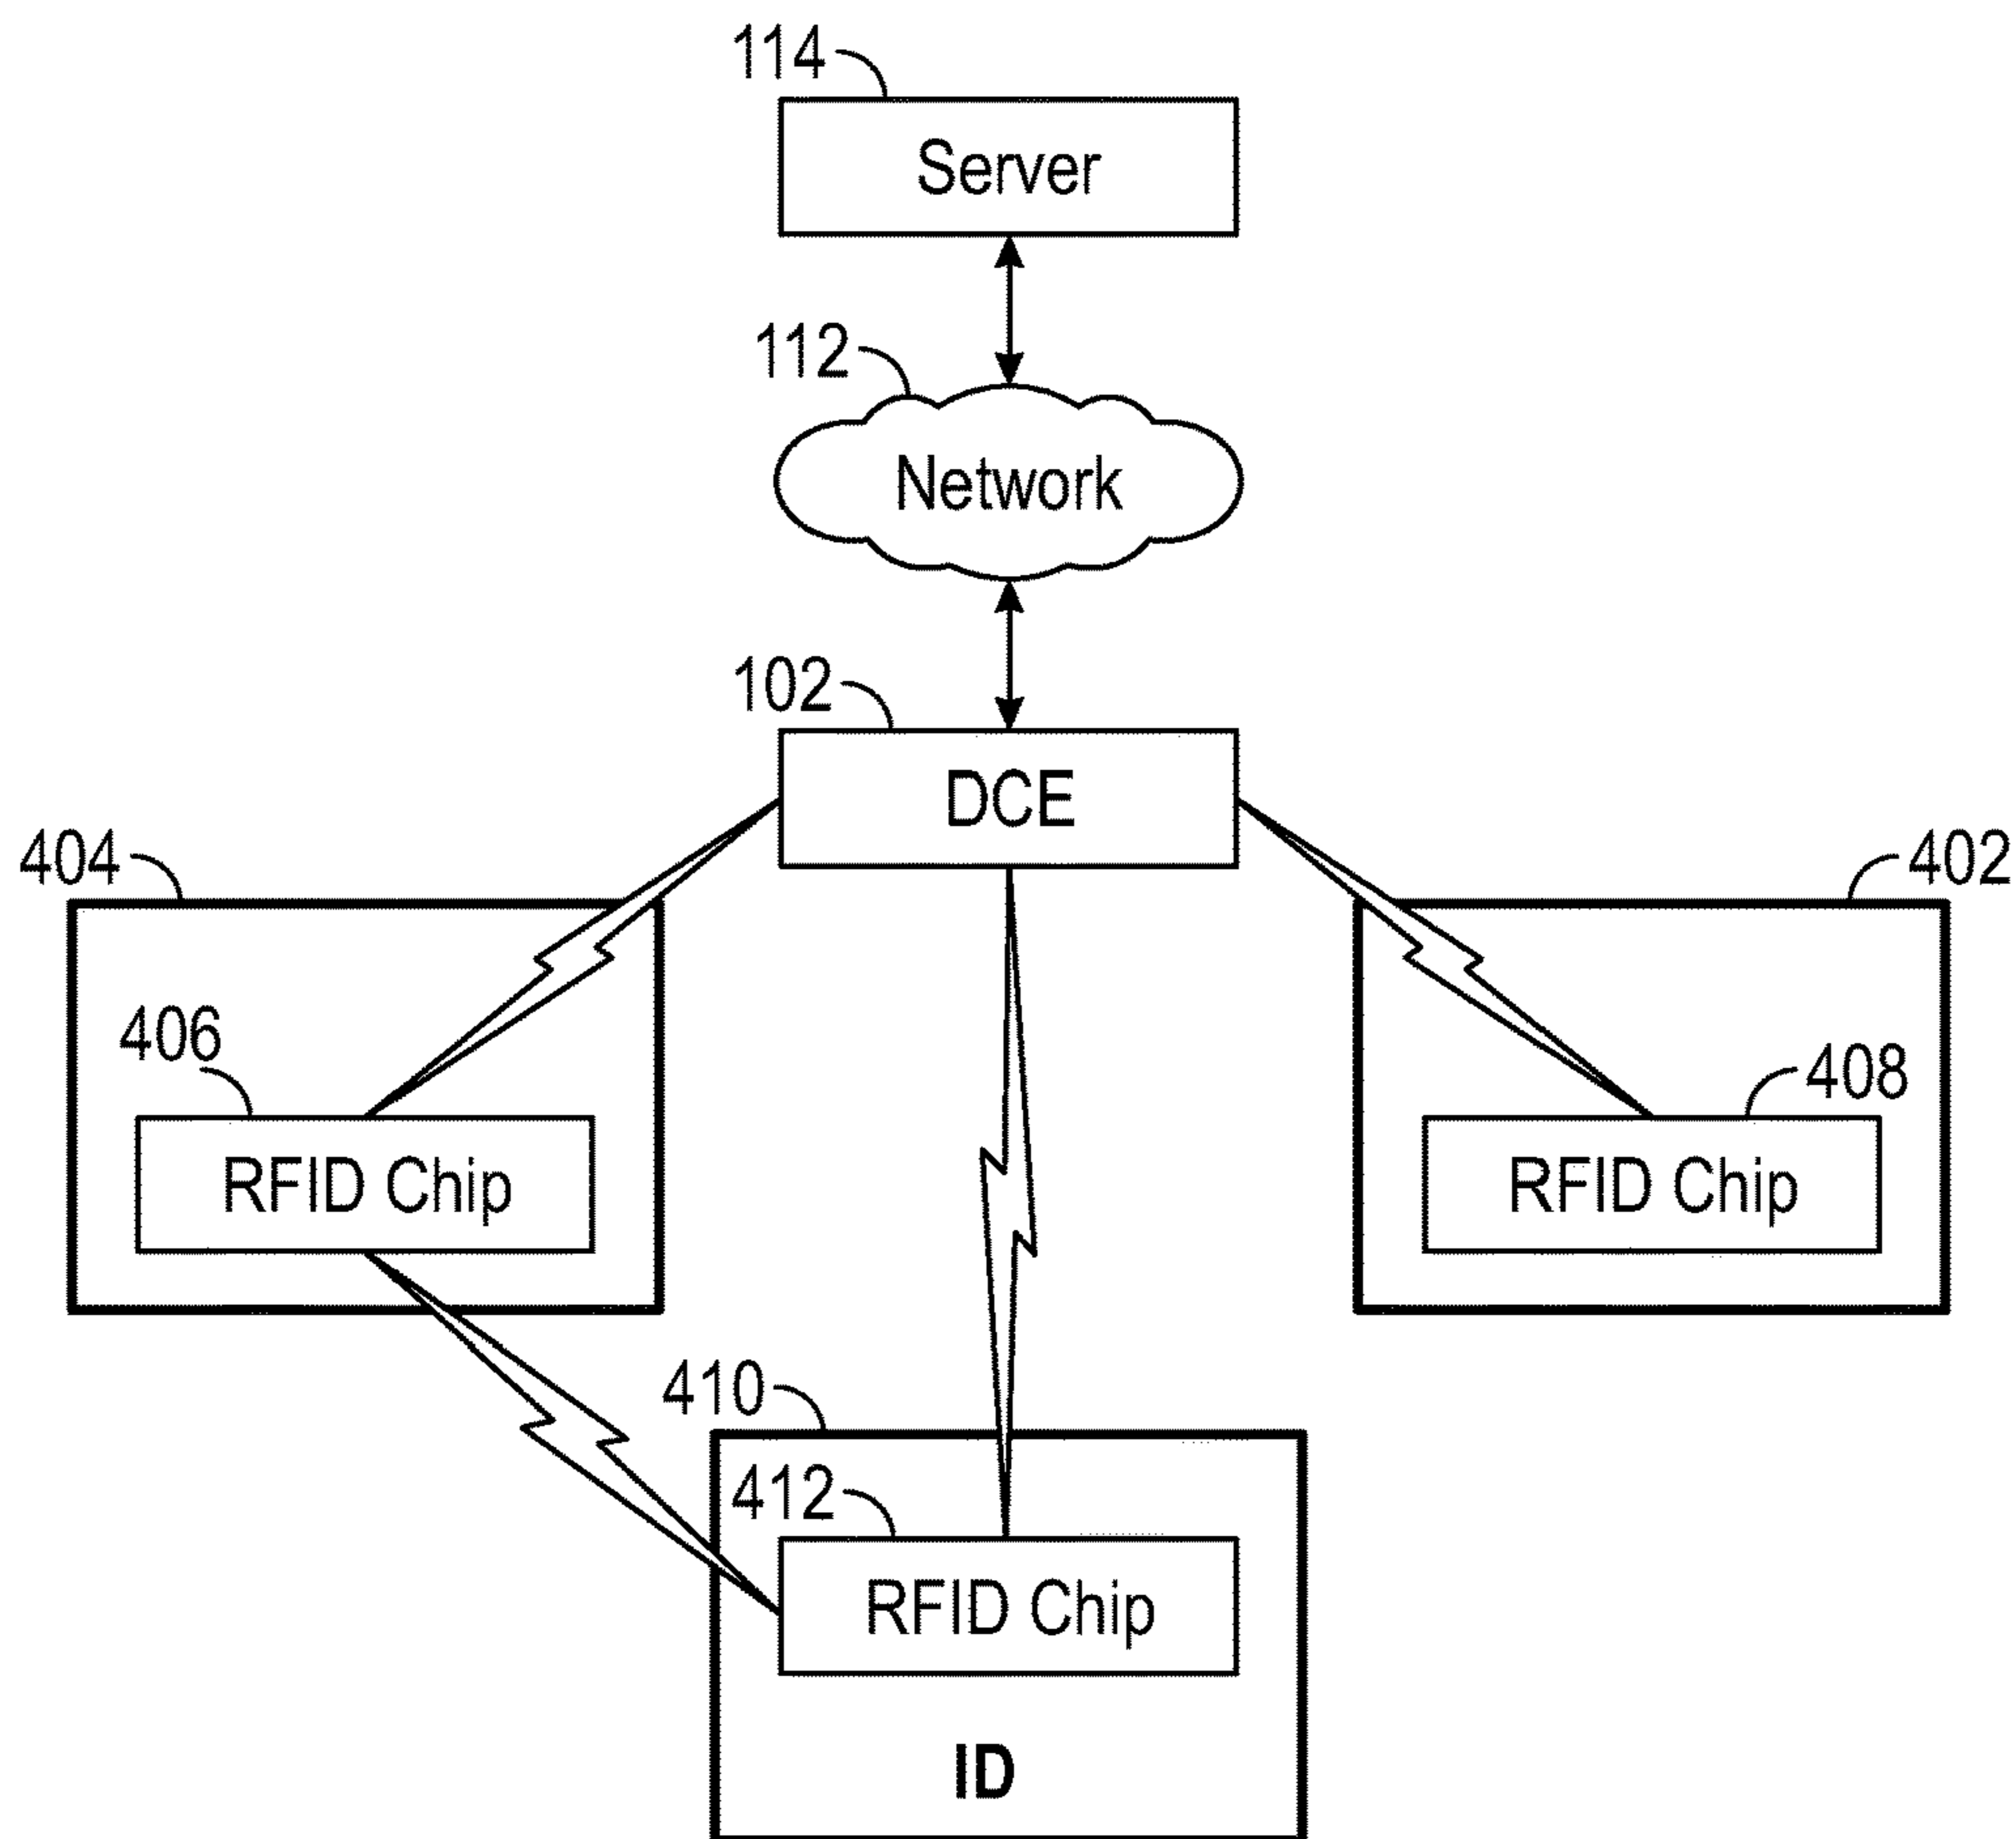 114
Server
112
Network
102
DCE
404
402
406
408
RFID Chip
RFID Chip
410
412
RFID Chip
ID